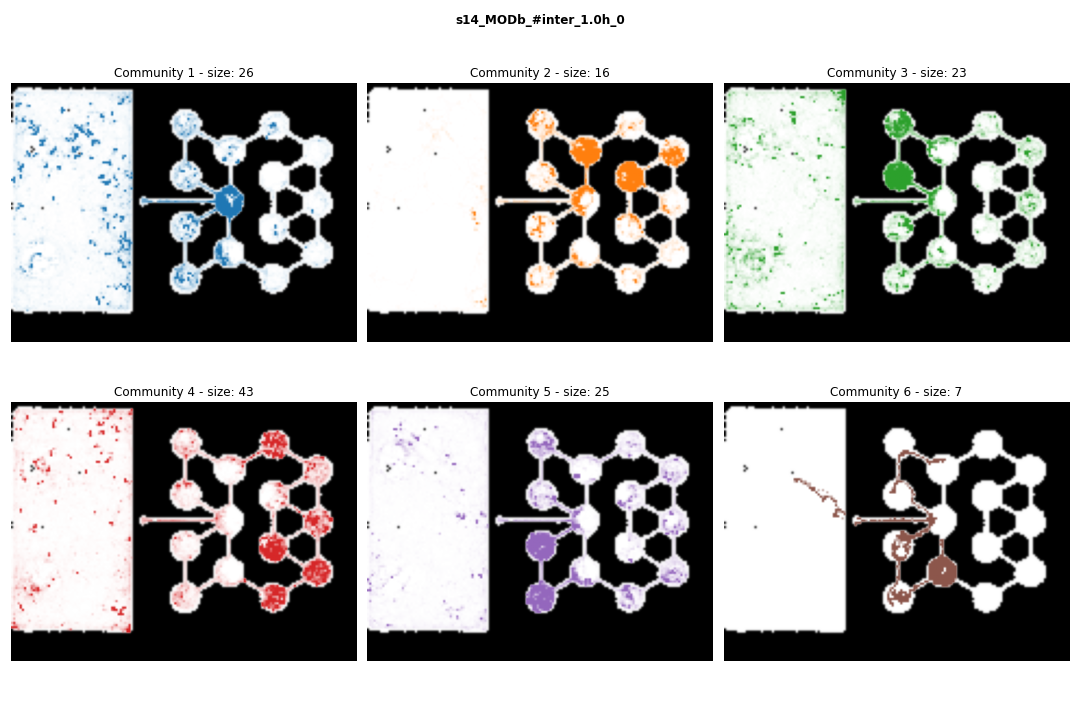 s14_MODb_#inter_1.0h_0
Community 1 - size: 26
Community 2 - size: 16
Community 3 - size: 23
Community 4 - size: 43
Community 5 - size: 25
Community 6 - size: 7